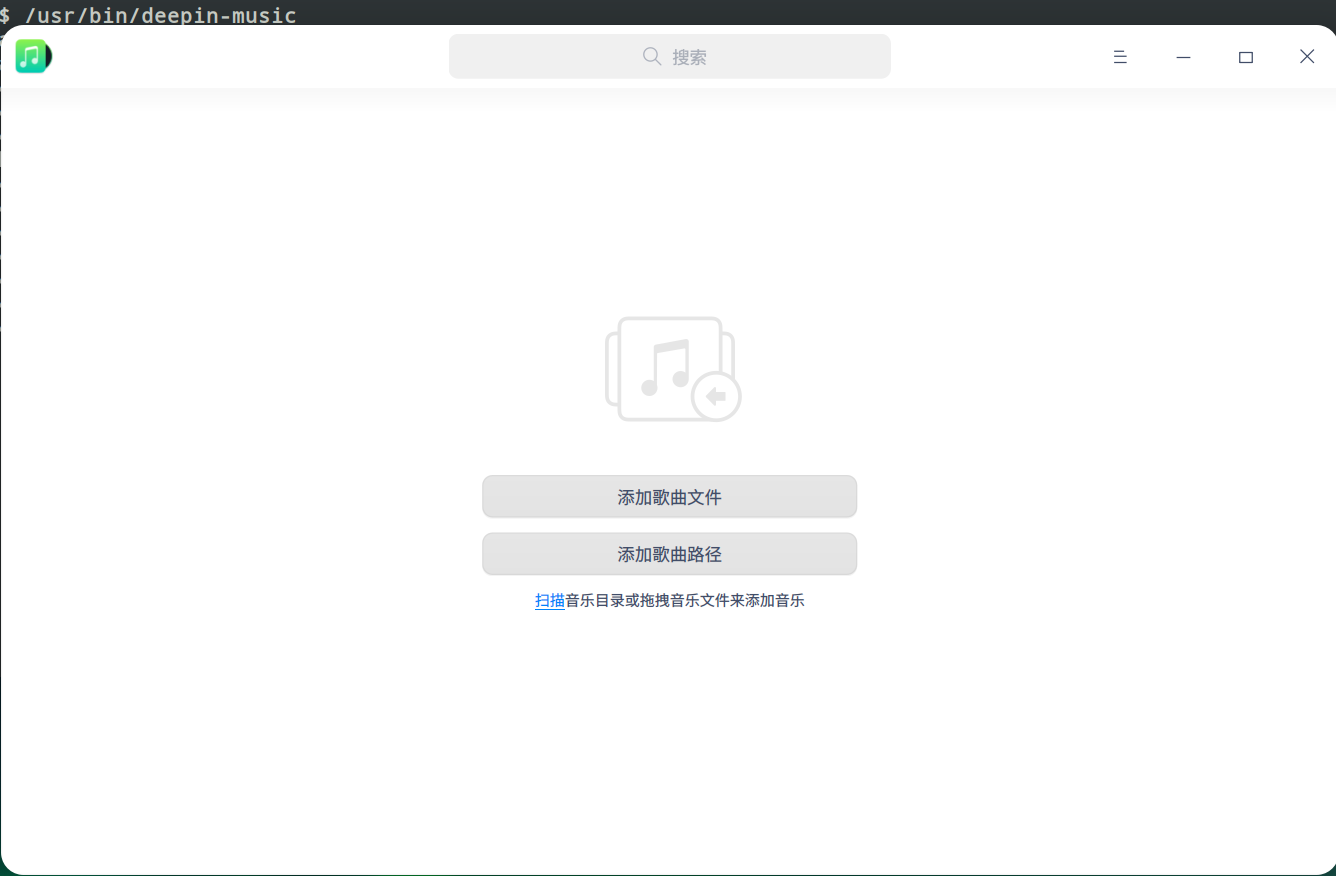 $ /usr/bin/deepin-music
搜索
添加歌曲文件
添加歌曲路径
扫描音乐目录或拖拽音乐文件来添加音乐